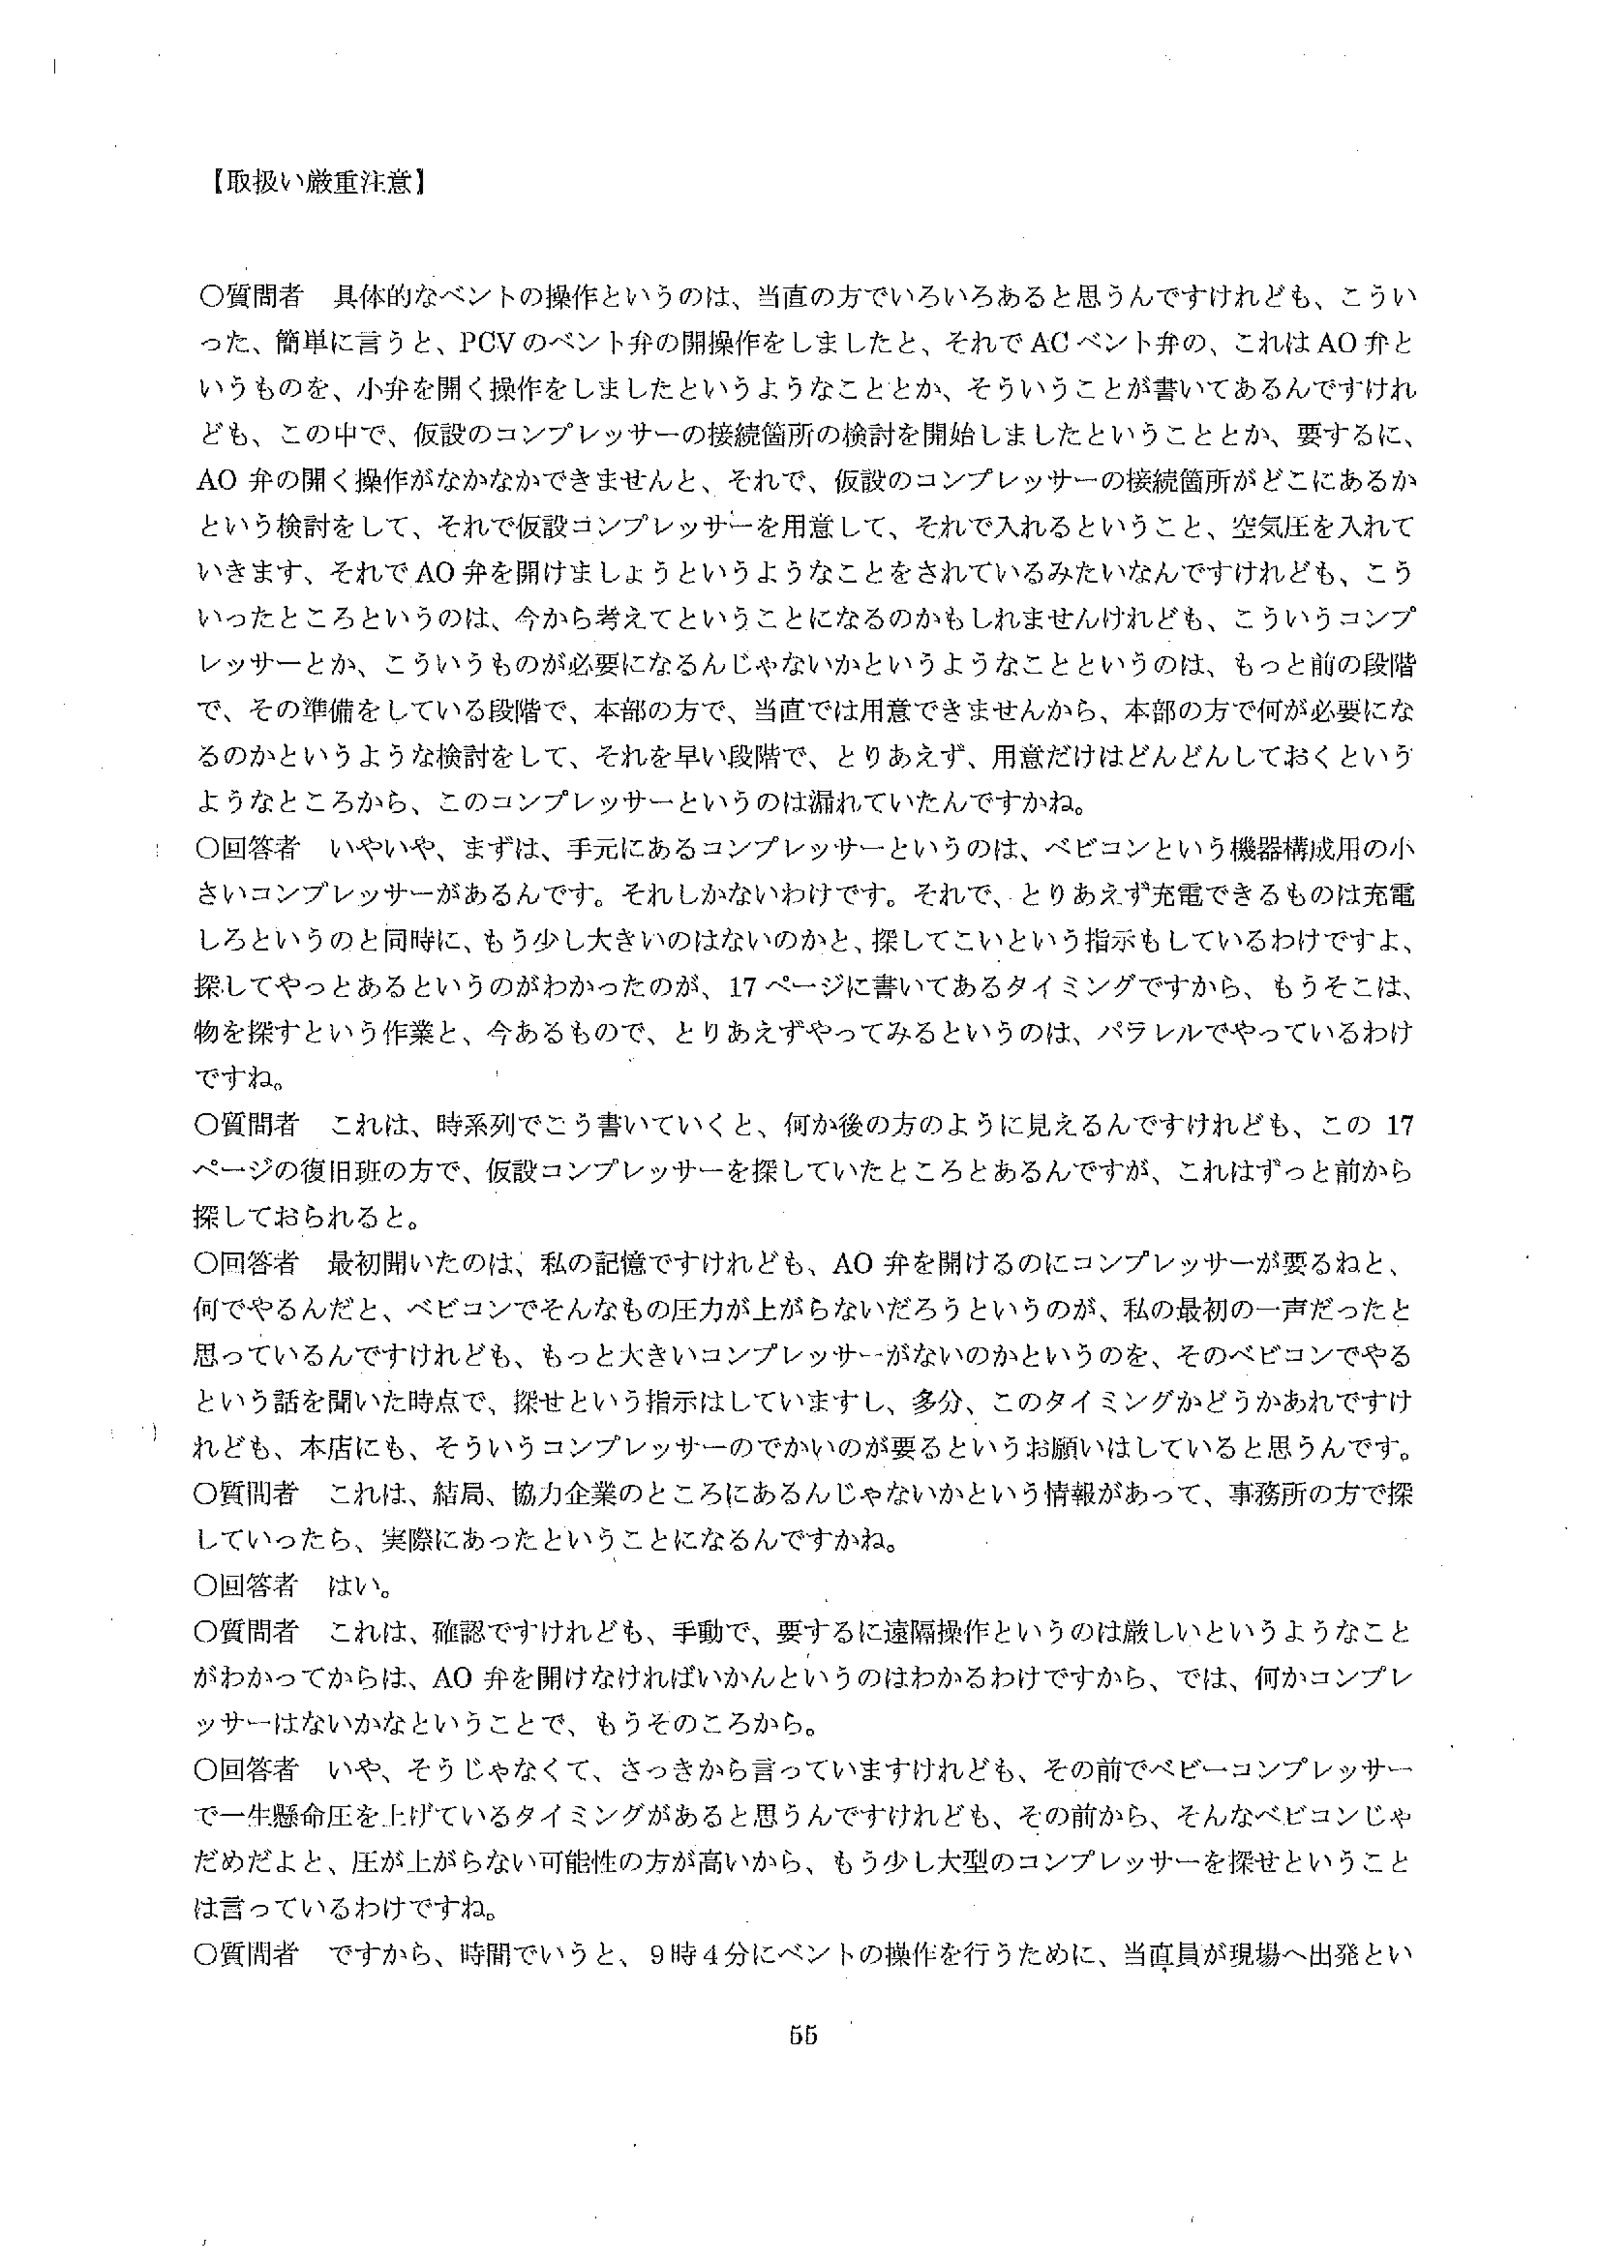 【取扱い厳重注意】
○質問者　具体的なベントの操作というのは、当直の方でいろいろあると思うんですけれども、こうい
った、簡単に言うと、PCV のベント弁の開操作をしましたと、それで AC ベント弁の、これは AO 弁と
いうものを、小弁を開く操作をしましたというようなこととか、そういうことが書いてあるんですけれ
ども、この中で、仮設のコンプレッサーの接続箇所の検討を開始しましたということとか、要するに、
AO 弁の開く操作がなかなかできませんと、それで、仮設のコンプレッサーの接続箇所がどこにあるか
という検討をして、それで仮設コンプレッサーを用意して、それで入れるということ、空気圧を入れて
いきます、それで AO 弁を開けましょうというようなことをされているみたいなんですけれども、こう
いったところというのは、今から考えてということになるのかもしれませんけれども、こういうコンプ
レッサーとか、こういうものが必要になるんじゃないかというようなことというのは、もっと前の段階
で、その準備をしている段階で、本部の方で、当直では用意できませんから、本部の方で何が必要にな
るのかというような検討をして、それを早い段階で、とりあえず、用意だけはどんどんしておくという
ようなところから、このコンプレッサーというのは漏れていたんですかね。
○回答者　いやいや、まずは、手元にあるコンプレッサーというのは、ベビコンという機器構成用の小
さいコンプレッサーがあるんです。それしかないわけです。それで、とりあえず充電できるものは充電
しろというのと同時に、もう少し大きいのはないのかと、探してこいという指示もしているわけですよ、
探してやっとあるというのがわかったのが、17 ページに書いてあるタイミングですから、もうそこは、
物を探すという作業と、今あるもので、とりあえずやってみるというのは、パラレルでやっているわけ
ですね。
○質問者　これは、時系列でこう書いていくと、何か後の方のように見えるんですけれども、この 17
ページの復旧班の方で、仮設コンプレッサーを探していたところとあるんですが、これはずっと前から
探しておられると。
○回答者　最初聞いたのは、私の記憶ですけれども、AO 弁を開けるのにコンプレッサーが要るねと、
何でやるんだと、ベビコンでそんなもの圧力が上がらないだろうというのが、私の最初の一声だったと
思っているんですけれども、もっと大きいコンプレッサーがないのかというのを、そのベビコンでやる
という話を聞いた時点で、探せという指示はしていますし、多分、このタイミングかどうかあれですけ
れども、本店にも、そういうコンプレッサーのでかいのが要るというお願いはしていると思うんです。
○質問者　これは、結局、協力企業のところにあるんじゃないかという情報があって、事務所の方で探
していったら、実際にあったということになるんですかね。
○回答者　はい。
○質問者　これは、確認ですけれども、手動で、要するに遠隔操作というのは厳しいというようなこと
がわかってからは、AO 弁を開けなければいかんというのはわかるわけですから、では、何かコンプレ
ッサーはないかなということで、もうそのころから。
○回答者　いや、そうじゃなくて、さっきから言っていますけれども、その前でベビーコンプレッサー
で一生懸命圧を上げているタイミングがあると思うんですけれども、その前から、そんなベビコンじゃ
だめだよと、圧が上がらない可能性の方が高いから、もう少し大型のコンプレッサーを探せということ
は言っているわけですね。
○質問者　ですから、時間でいうと、9時4分にベントの操作を行うために、当直員が現場へ出発とい
55